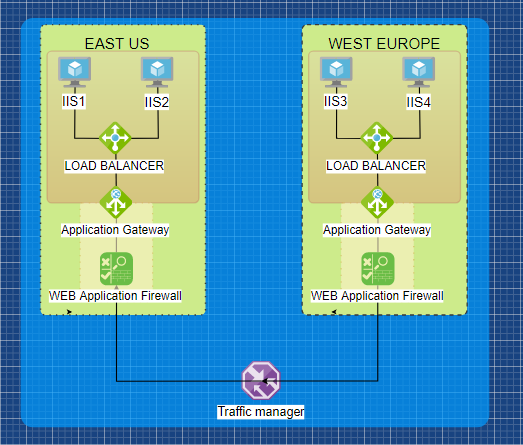 EAST US
IIS1
IIS2
LOAD BALANCER
Application Gateway
WEB Application Firewall
WEST EUROPE
IIS3
IIS4
LOAD BALANCER
Application Gateway
WEB Application Firewall
Traffic manager